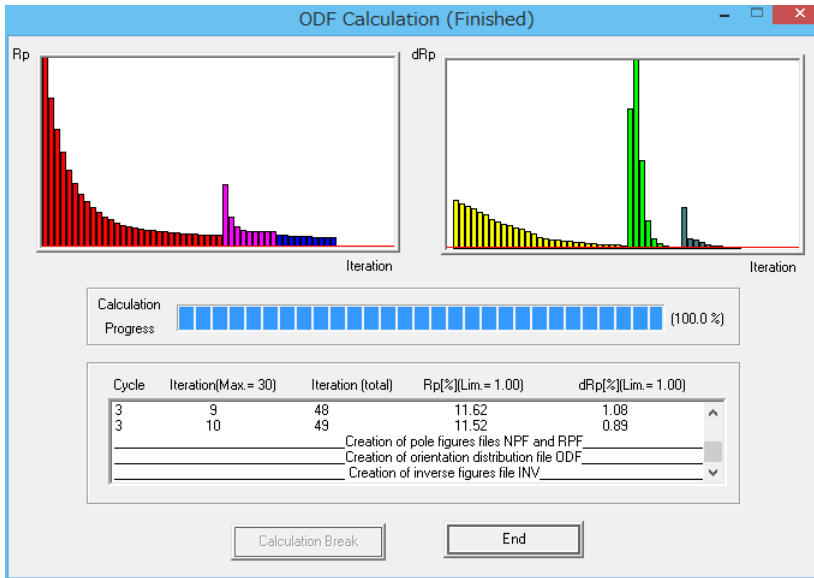 ODF Calculation (Finished)
Rp
dRp
Iteration
Iteration
Calculation
Progress
(100.0 %)
Cycle Iteration(Max.= 30) Iteration (total) Rp[%](Lim.= 1.00) dRp[%](Lim.= 1.00)
3 9 48 11.62 1.08
3 10 49 11.52 0.89
Creation of pole figures files NPF and RPF
Creation of orientation distribution file ODF
Creation of inverse figures file INV
Calculation Break
End